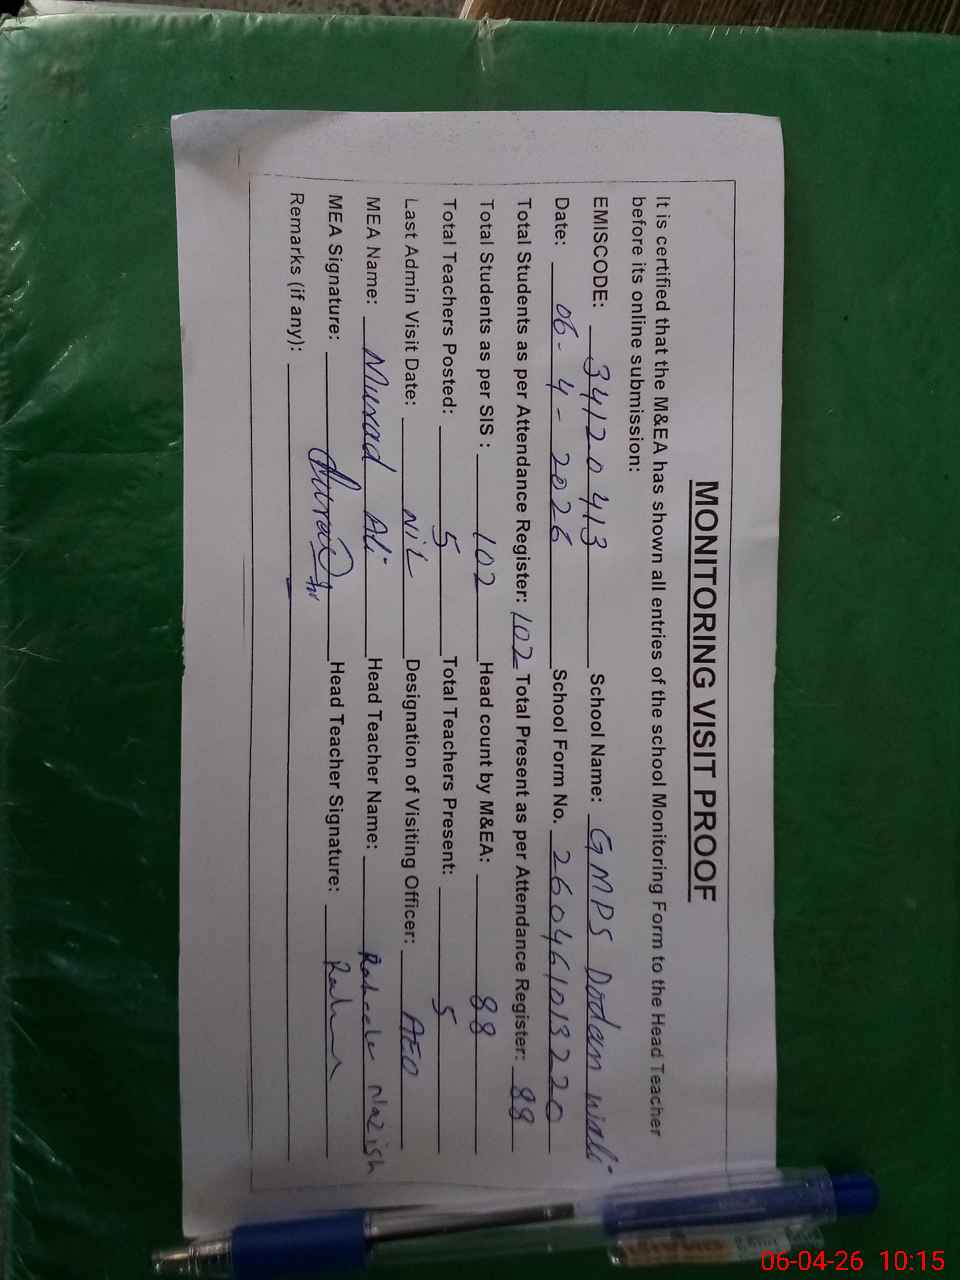 MONITORING VISIT PROOF
It is certified that the M&EA has shown all entries of the school Monitoring Form to the Head Teacher
before its online submission:
EMISCODE: 34120413 School Name: GMPS Dodan wali
Date: 06-4-2026 School Form No. 260461013220
Total Students as per Attendance Register: 102 Total Present as per Attendance Register: 88
Total Students as per SIS : 102 Head count by M&EA: 88
Total Teachers Posted: 5 Total Teachers Present: 5
Last Admin Visit Date: NiL Designation of Visiting Officer: AEO
MEA Name: Murad Ali Head Teacher Name: Raheela Nazish
MEA Signature: Head Teacher Signature:
Remarks (if any):
06-04-26 10:15